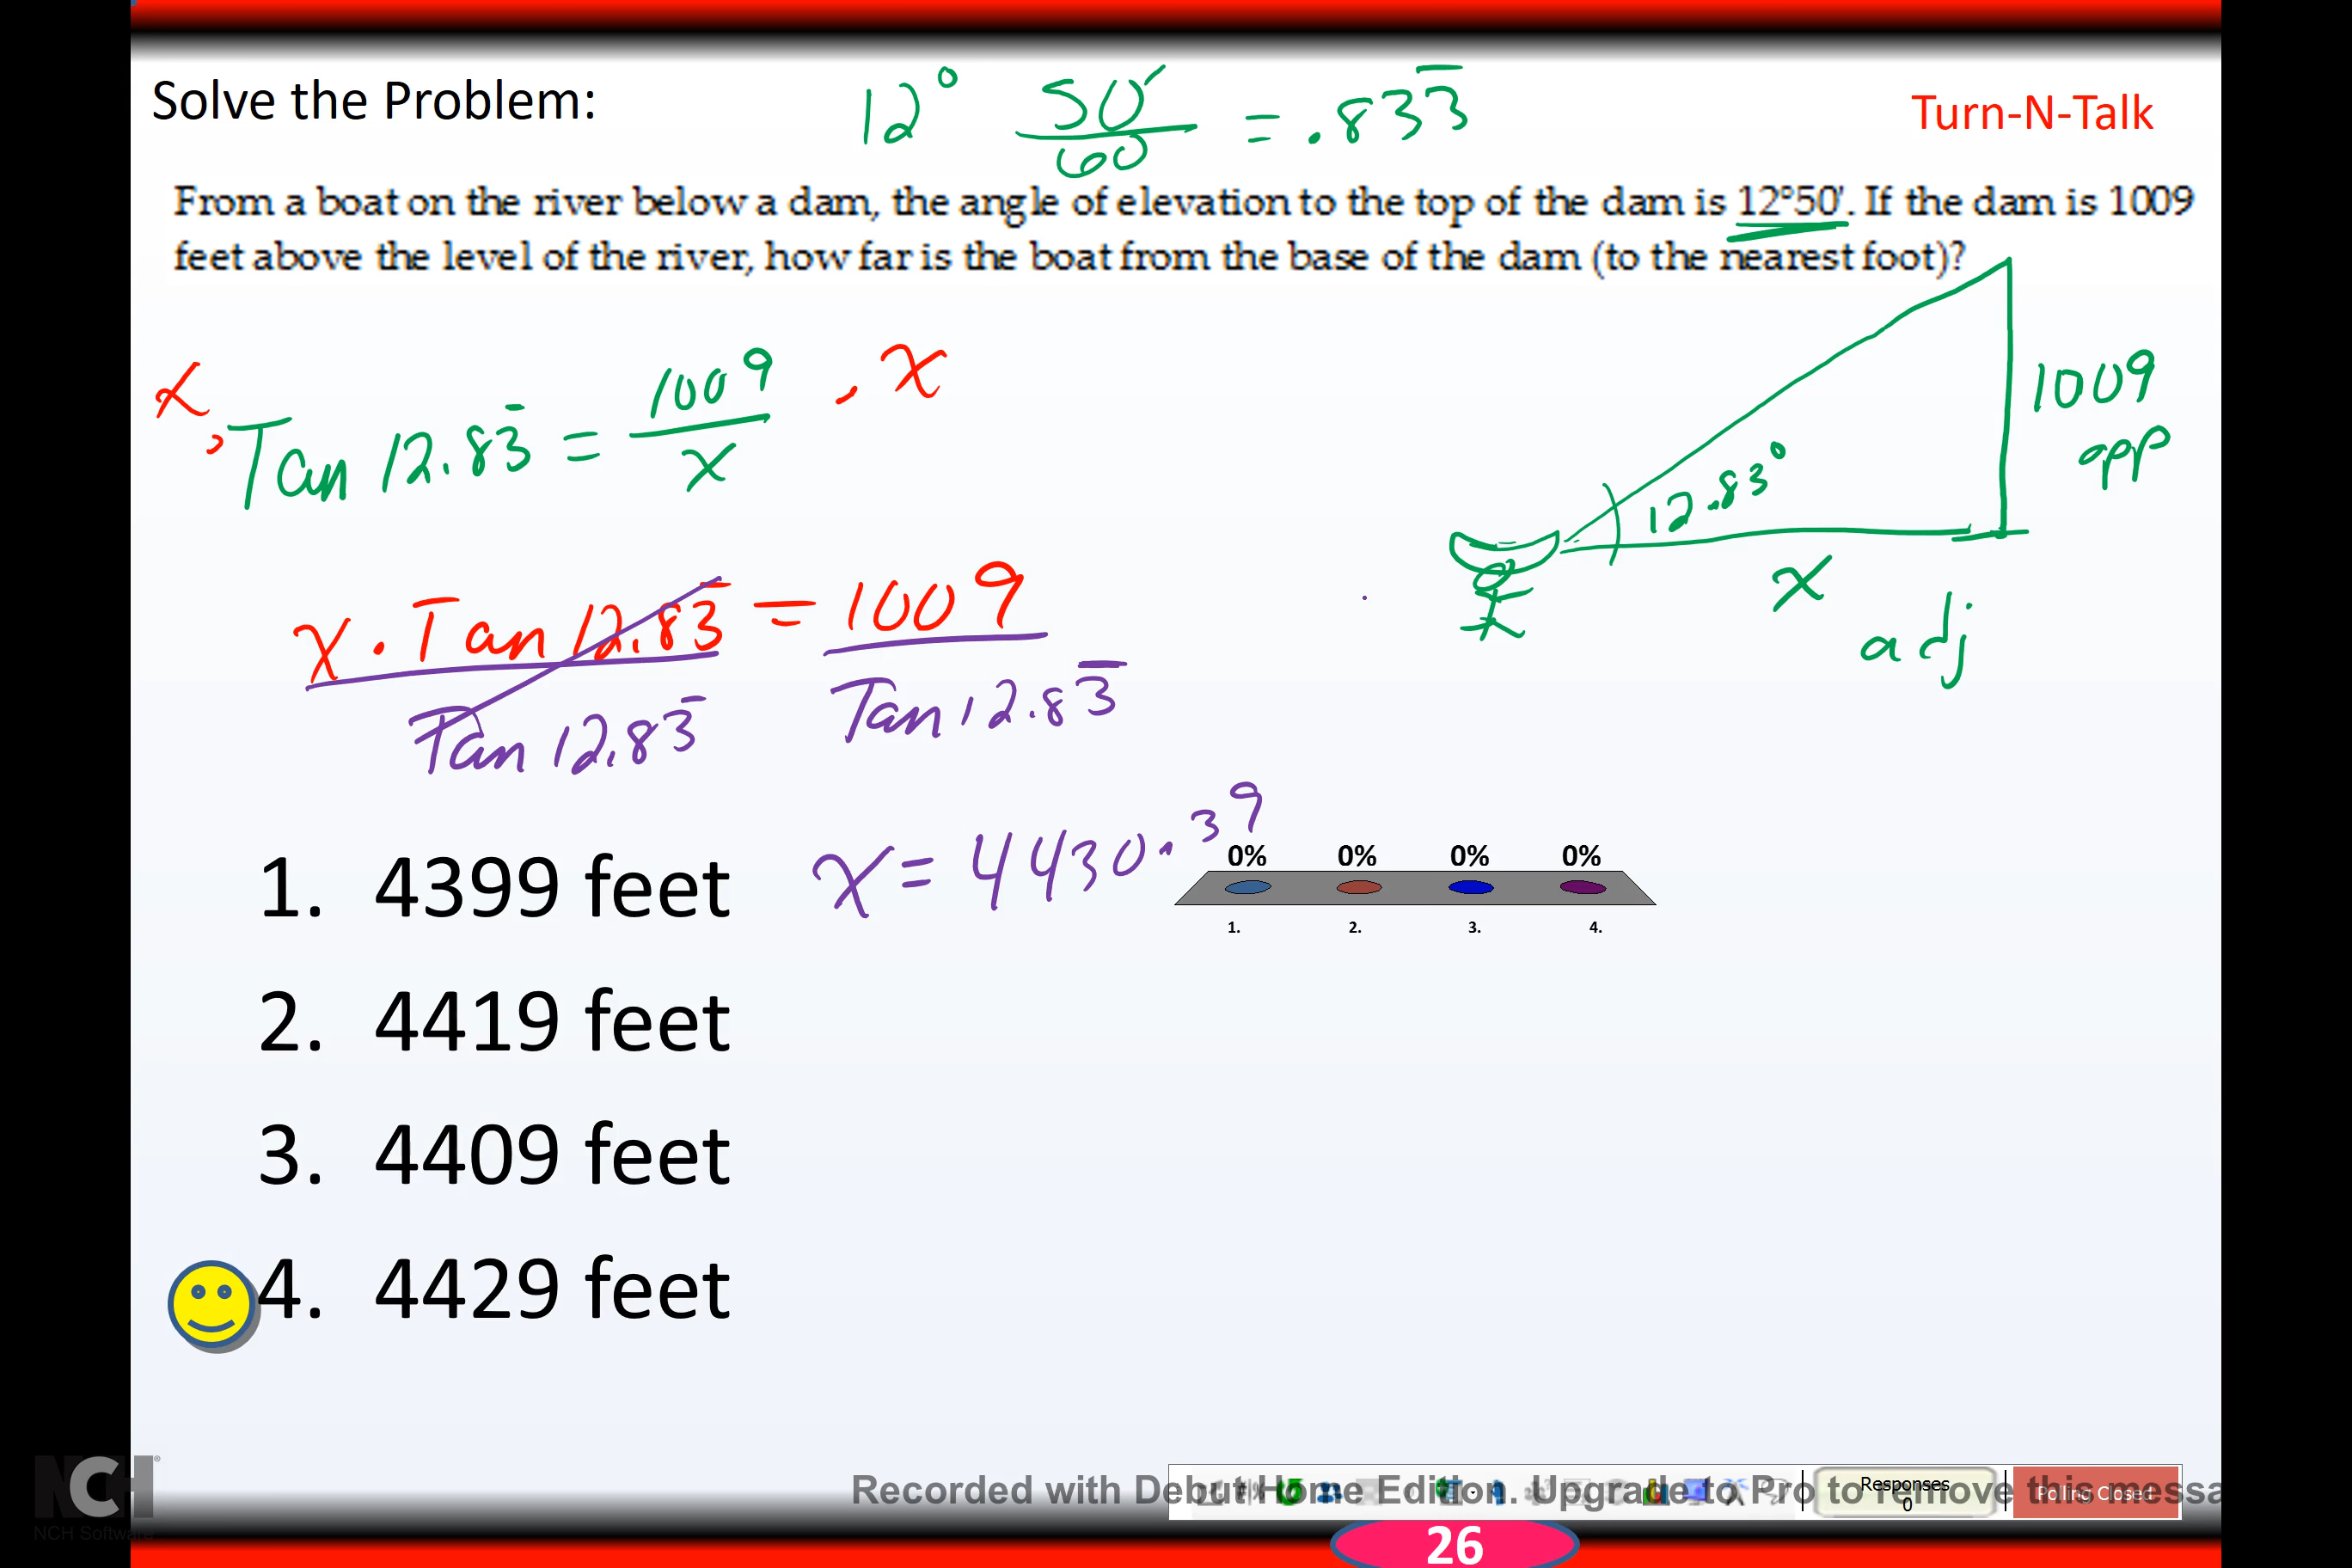 12° 50′/60 = .833̅
Solve the Problem:
Turn-N-Talk
From a boat on the river below a dam, the angle of elevation to the top of the dam is 12°50'. If the dam is 1009
feet above the level of the river, how far is the boat from the base of the dam (to the nearest foot)?
x · Tan 12.83̅ = 1009/x · x
1009
opp
12.83°
x
adj
x · Tan 12.83̅ = 1009
Tan 12.83̅ Tan 12.83̅
x = 4430.39
0% 0% 0% 0%
1. 2. 3. 4.
1. 4399 feet
2. 4419 feet
3. 4409 feet
4. 4429 feet
NCH®
NCH Software
Recorded with Debut Home Edition. Upgrade to Pro to remove this messa
Responses
0
Polling Closed
26